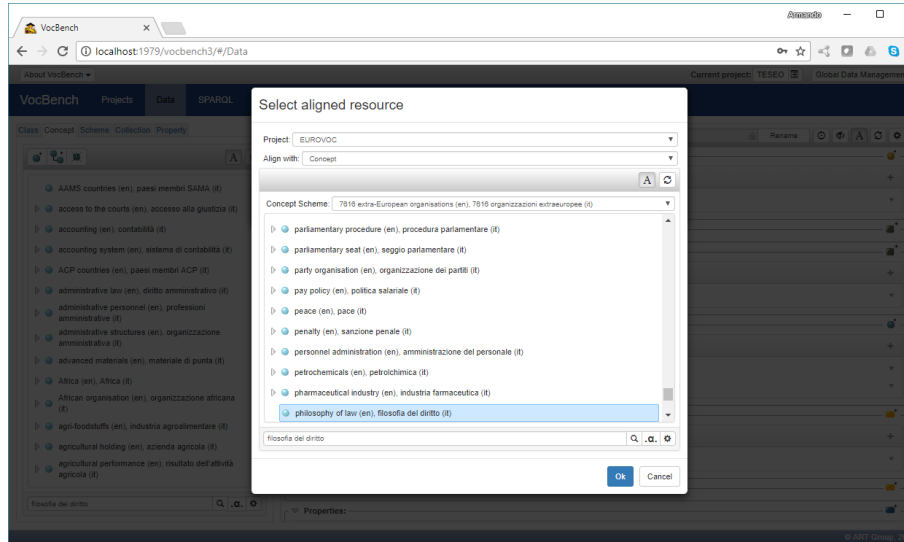 VocBench
Armando
localhost:1979/vocbench3/#/Data
About VocBench
Current project: TESEO
Global Data Managemen
VocBench Projects Data SPARQL
Class Concept Scheme Collection Property
Rename
A
AAMS countries (en), paesi membri SAMA (it)
access to the courts (en), accesso alla giustizia (it)
accounting (en), contabilità (it)
accounting system (en), sistema di contabilità (it)
ACP countries (en), paesi membri ACP (it)
administrative law (en), diritto amministrativo (it)
administrative personnel (en), professioni
amministrative (it)
administrative structures (en), organizzazione
amministrativa (it)
advanced materials (en), materiale di punta (it)
Africa (en), Africa (it)
African organisation (en), organizzazione africana
(it)
agri-foodstuffs (en), industria agroalimentare (it)
agricultural holding (en), azienda agricola (it)
agricultural performance (en), risultato dell'attività
agricola (it)
filosofia del diritto
.α.
Select aligned resource
Project: EUROVOC
Align with: Concept
A
Concept Scheme: 7616 extra-European organisations (en), 7616 organizzazioni extraeuropee (it)
parliamentary procedure (en), procedura parlamentare (it)
parliamentary seat (en), seggio parlamentare (it)
party organisation (en), organizzazione dei partiti (it)
pay policy (en), politica salariale (it)
peace (en), pace (it)
penalty (en), sanzione penale (it)
personnel administration (en), amministrazione del personale (it)
petrochemicals (en), petrolchimica (it)
pharmaceutical industry (en), industria farmaceutica (it)
philosophy of law (en), filosofia del diritto (it)
filosofia del diritto
.α.
Ok Cancel
Properties:
© ART Group, 2